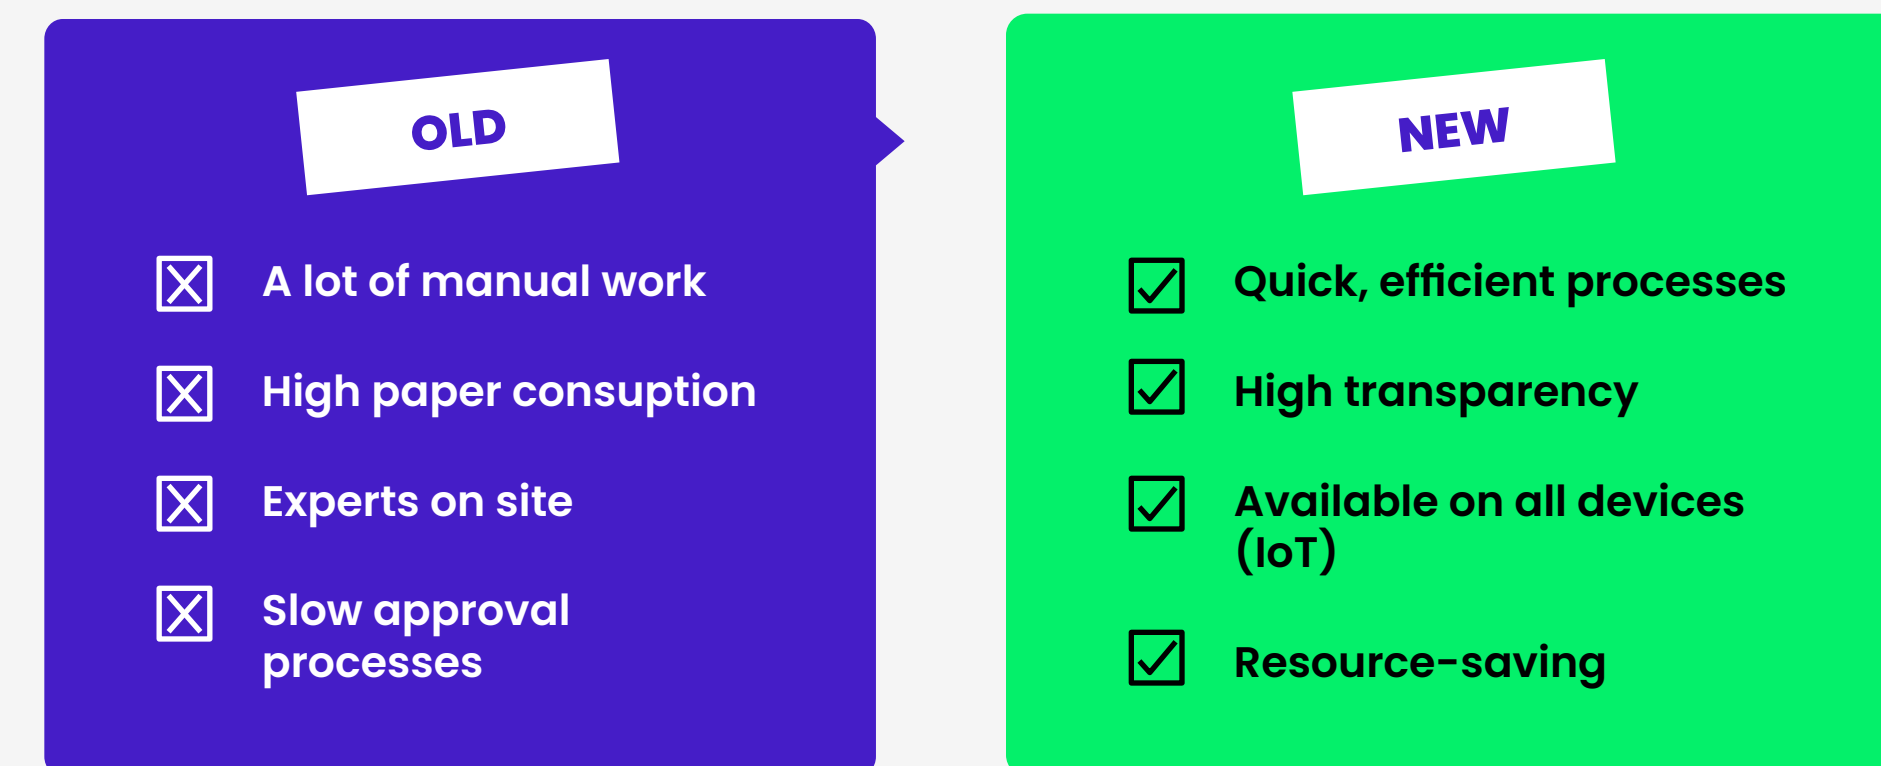 OLD
A lot of manual work
High paper consuption
Experts on site
Slow approval
processes
NEW
Quick, efficient processes
High transparency
Available on all devices
(IoT)
Resource-saving